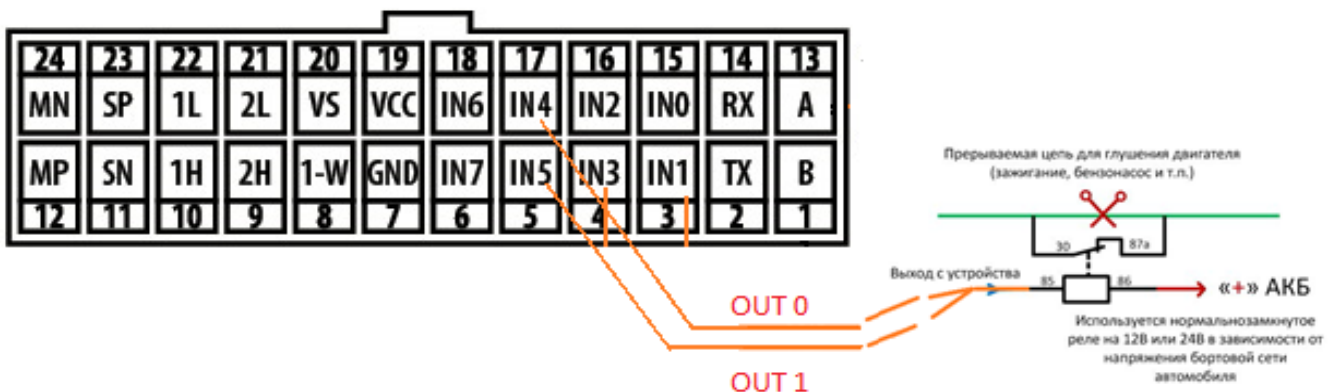 24 23 22 21 20 19 18 17 16 15 14 13
MN SP 1L 2L VS VCC IN6 IN4 IN2 IN0 RX A
MP SN 1H 2H 1-W GND IN7 IN5 IN3 IN1 TX B
12 11 10 9 8 7 6 5 4 3 2 1
OUT 0
OUT 1
Прерываемая цепь для глушения двигателя
(зажигание, бензонасос и т.п.)
30 87а
Выход с устройства
85 86
«+» АКБ
Используется нормальнозамкнутое
реле на 12В или 24В в зависимости от
напряжения бортовой сети
автомобиля